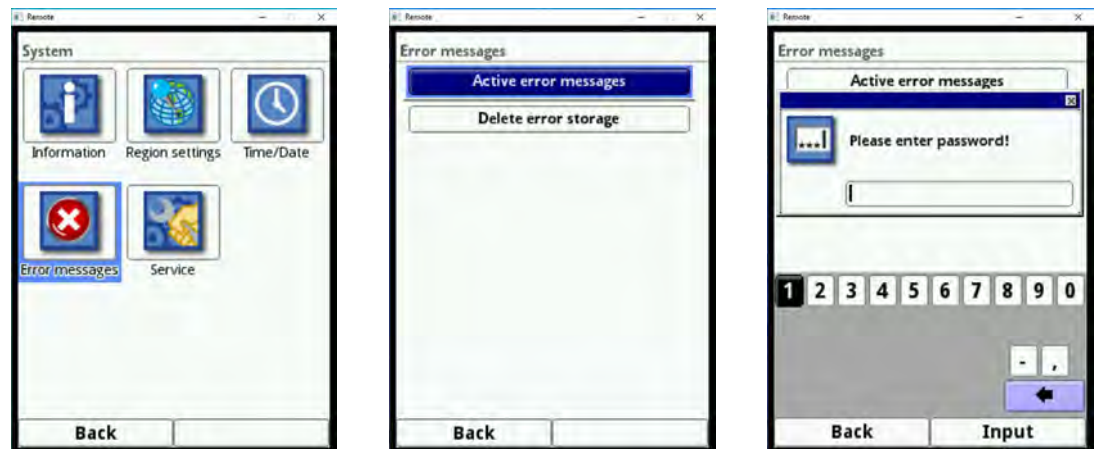 Remote
System
Information Region settings Time/Date
Error messages Service
Back
Remote
Error messages
Active error messages
Delete error storage
Back
Remote
Error messages
Active error messages
Please enter password!
1 2 3 4 5 6 7 8 9 0
- ,
Back Input